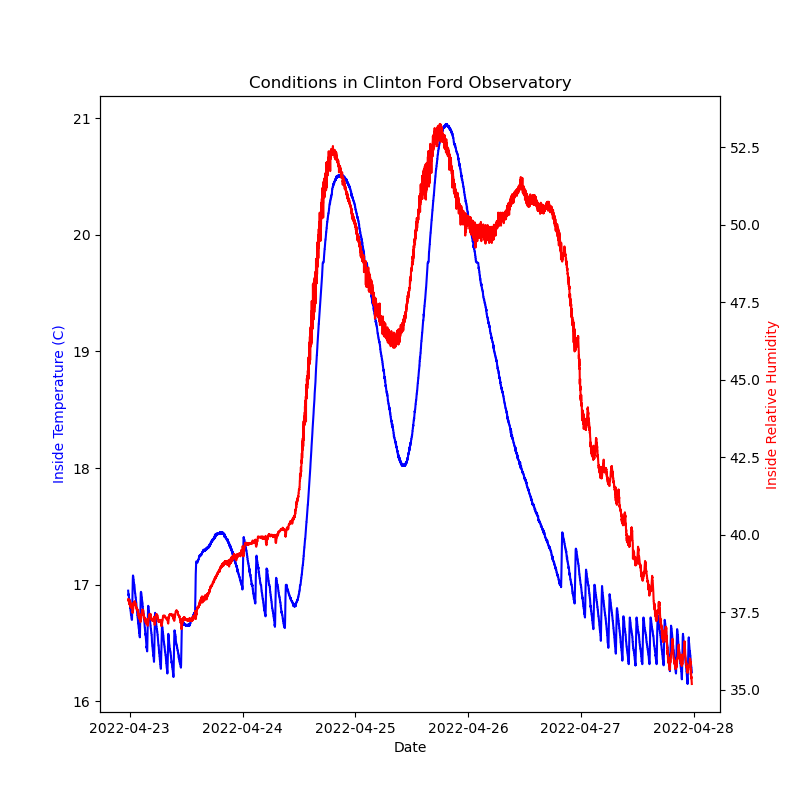 Conditions in Clinton Ford Observatory
21
20
19
18
17
16
Inside Temperature (C)
52.5
50.0
47.5
45.0
42.5
40.0
37.5
35.0
Inside Relative Humidity
2022-04-23 2022-04-24 2022-04-25 2022-04-26 2022-04-27 2022-04-28
Date